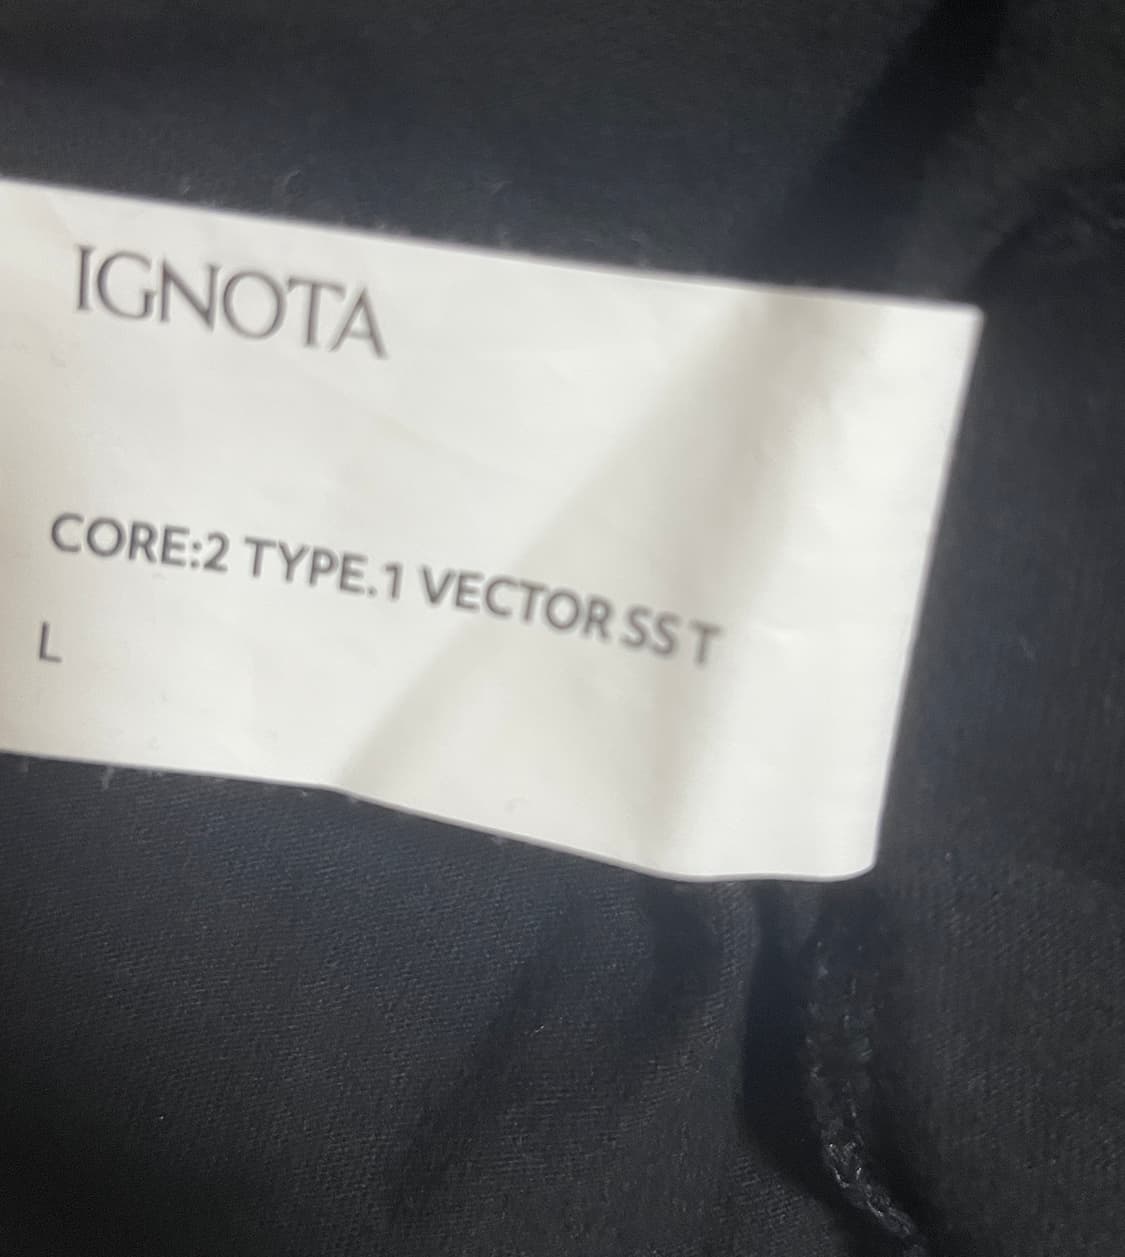 IGNOTA
CORE:2 TYPE.1 VECTOR SS T
L